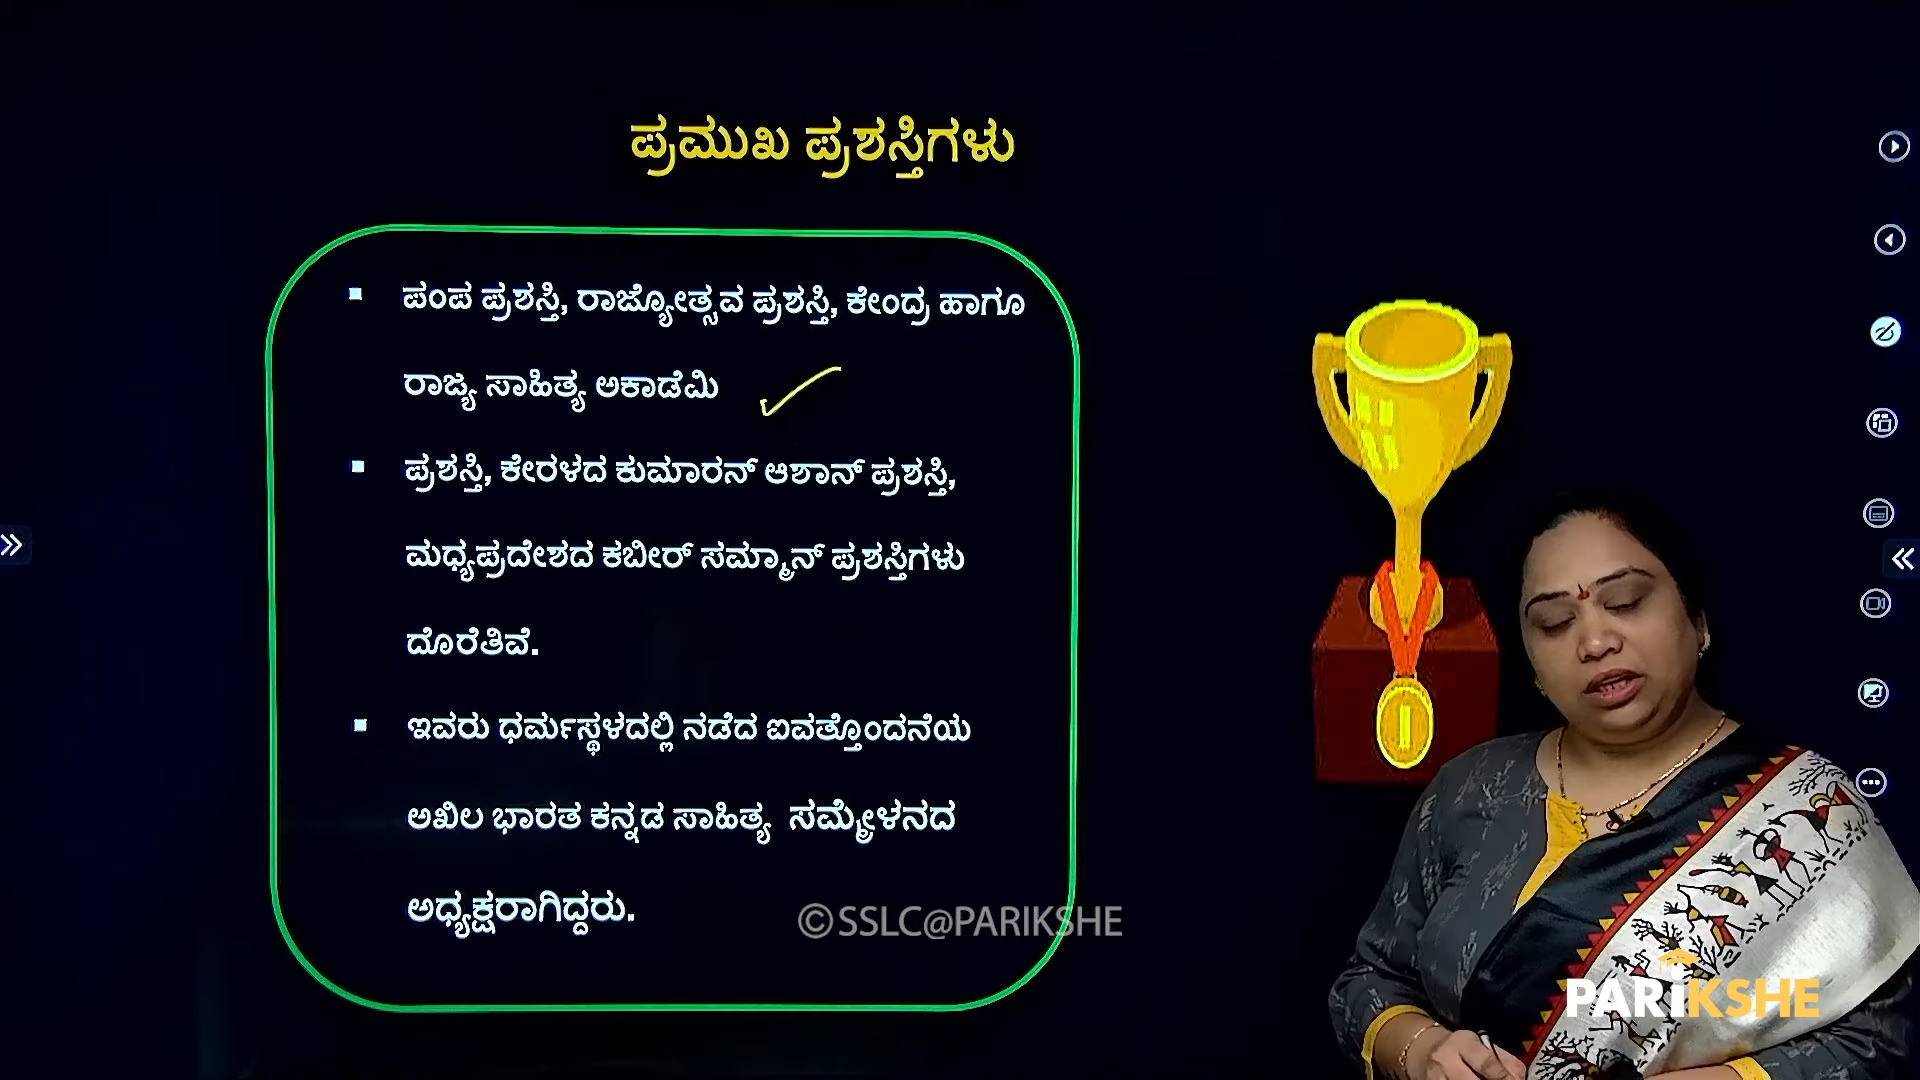 ಪ್ರಮುಖ ಪ್ರಶಸ್ತಿಗಳು
▪ ಪಂಪ ಪ್ರಶಸ್ತಿ, ರಾಜ್ಯೋತ್ಸವ ಪ್ರಶಸ್ತಿ, ಕೇಂದ್ರ ಹಾಗೂ
ರಾಜ್ಯ ಸಾಹಿತ್ಯ ಅಕಾಡೆಮಿ
▪ ಪ್ರಶಸ್ತಿ, ಕೇರಳದ ಕುಮಾರನ್ ಆಶಾನ್ ಪ್ರಶಸ್ತಿ,
ಮಧ್ಯಪ್ರದೇಶದ ಕಬೀರ್ ಸಮ್ಮಾನ್ ಪ್ರಶಸ್ತಿಗಳು
ದೊರೆತಿವೆ.
▪ ಇವರು ಧರ್ಮಸ್ಥಳದಲ್ಲಿ ನಡೆದ ಐವತ್ತೊಂದನೆಯ
ಅಖಿಲ ಭಾರತ ಕನ್ನಡ ಸಾಹಿತ್ಯ ಸಮ್ಮೇಳನದ
ಅಧ್ಯಕ್ಷರಾಗಿದ್ದರು.
©SSLC@PARIKSHE
PARIKSHE